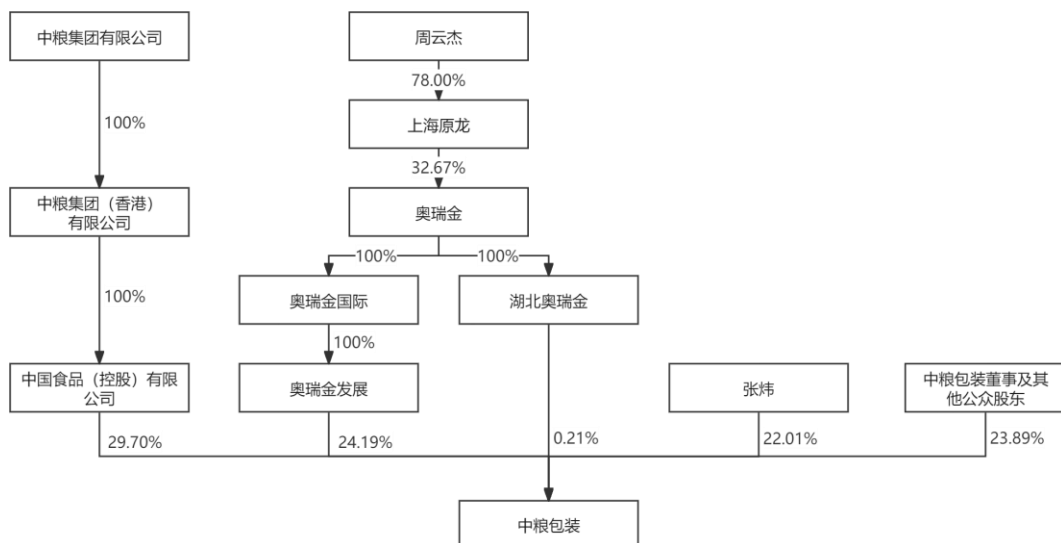 中粮集团有限公司
周云杰
78.00%
上海原龙
100%
32.67%
中粮集团（香港）
有限公司
奥瑞金
100%
100%
奥瑞金国际
湖北奥瑞金
100%
100%
中国食品（控股）有限
公司
奥瑞金发展
张炜
中粮包装董事及其
他公众股东
29.70%
24.19%
0.21%
22.01%
23.89%
中粮包装